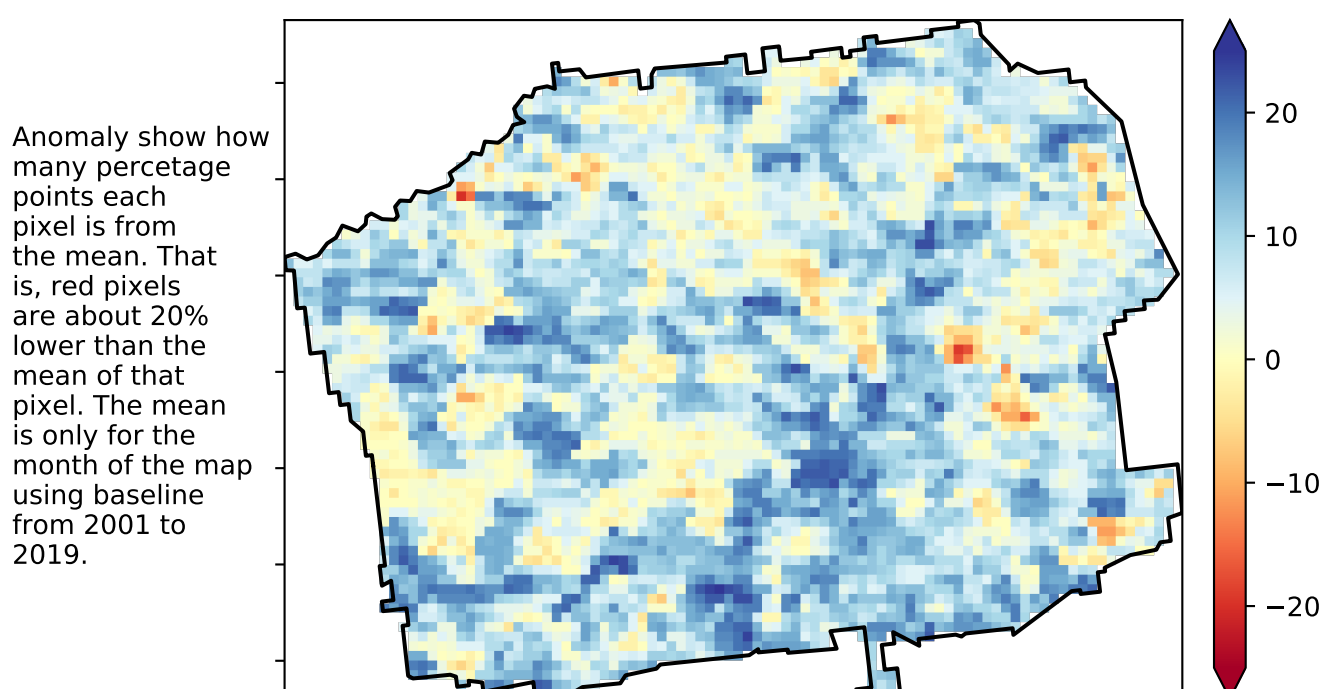 Anomaly show how
many percetage
points each
pixel is from
the mean. That
is, red pixels
are about 20%
lower than the
mean of that
pixel. The mean
is only for the
month of the map
using baseline
from 2001 to
2019.
20
10
0
−10
−20